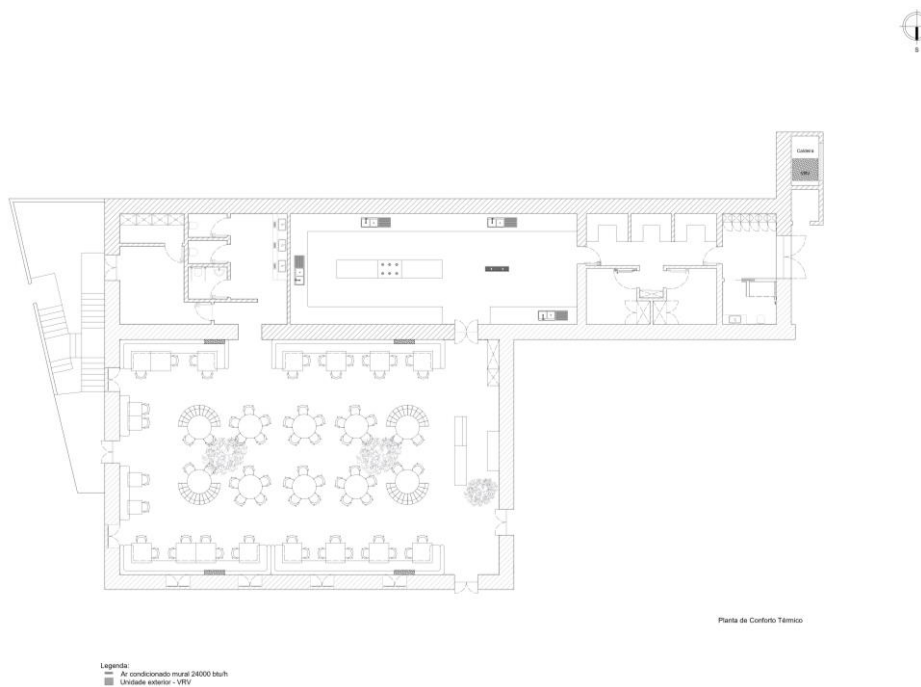 S
Caldeira
VRV
Planta de Conforto Térmico
Legenda:
Ar condicionado mural 24000 btu/h
Unidade exterior - VRV